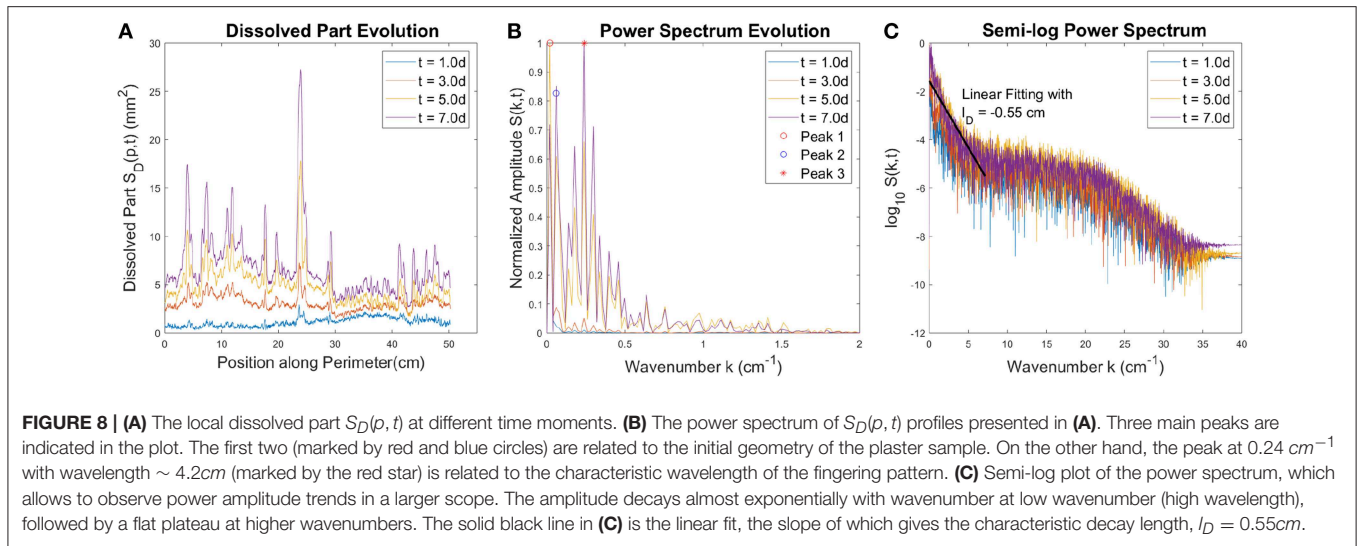 A
Dissolved Part Evolution
30
25
20
15
10
5
0
Dissolved Part S_D(p,t) (mm²)
t = 1.0d
t = 3.0d
t = 5.0d
t = 7.0d
0 10 20 30 40 50
Position along Perimeter(cm)
B
Power Spectrum Evolution
1
0.9
0.8
0.7
0.6
0.5
0.4
0.3
0.2
0.1
0
Normalized Amplitude S(k,t)
t = 1.0d
t = 3.0d
t = 5.0d
t = 7.0d
Peak 1
Peak 2
Peak 3
0 0.5 1 1.5 2
Wavenumber k (cm⁻¹)
C
Semi-log Power Spectrum
0
-2
-4
-6
-8
-10
-12
log₁₀ S(k,t)
Linear Fitting with
l_D = -0.55 cm
t = 1.0d
t = 3.0d
t = 5.0d
t = 7.0d
0 5 10 15 20 25 30 35 40
Wavenumber k (cm⁻¹)
FIGURE 8 | (A) The local dissolved part S_D(p, t) at different time moments. (B) The power spectrum of S_D(p, t) profiles presented in (A). Three main peaks are
indicated in the plot. The first two (marked by red and blue circles) are related to the initial geometry of the plaster sample. On the other hand, the peak at 0.24 cm⁻¹
with wavelength ∼ 4.2cm (marked by the red star) is related to the characteristic wavelength of the fingering pattern. (C) Semi-log plot of the power spectrum, which
allows to observe power amplitude trends in a larger scope. The amplitude decays almost exponentially with wavenumber at low wavenumber (high wavelength),
followed by a flat plateau at higher wavenumbers. The solid black line in (C) is the linear fit, the slope of which gives the characteristic decay length, l_D = 0.55cm.